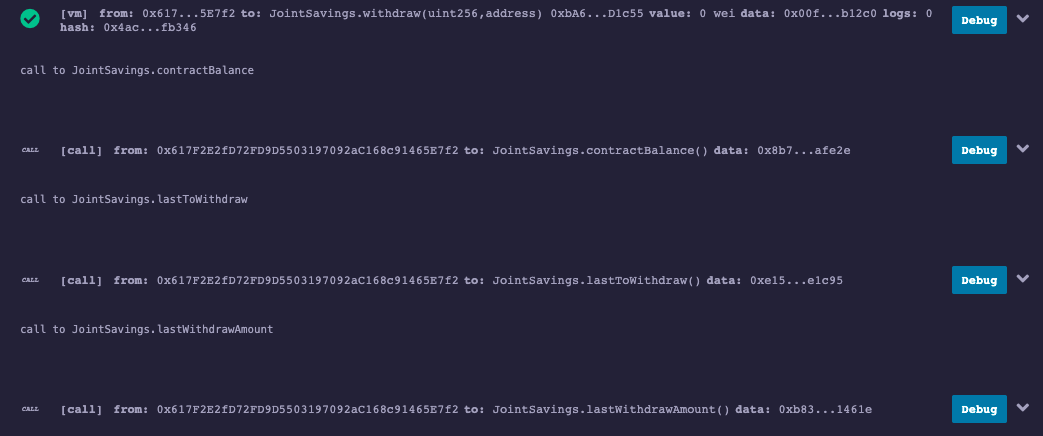 [vm] from: 0x617...5E7f2 to: JointSavings.withdraw(uint256,address) 0xbA6...D1c55 value: 0 wei data: 0x00f...b12c0 logs: 0
hash: 0x4ac...fb346
Debug
call to JointSavings.contractBalance
CALL [call] from: 0x617F2E2fD72FD9D5503197092aC168c91465E7f2 to: JointSavings.contractBalance() data: 0x8b7...afe2e
Debug
call to JointSavings.lastToWithdraw
CALL [call] from: 0x617F2E2fD72FD9D5503197092aC168c91465E7f2 to: JointSavings.lastToWithdraw() data: 0xe15...e1c95
Debug
call to JointSavings.lastWithdrawAmount
CALL [call] from: 0x617F2E2fD72FD9D5503197092aC168c91465E7f2 to: JointSavings.lastWithdrawAmount() data: 0xb83...1461e
Debug